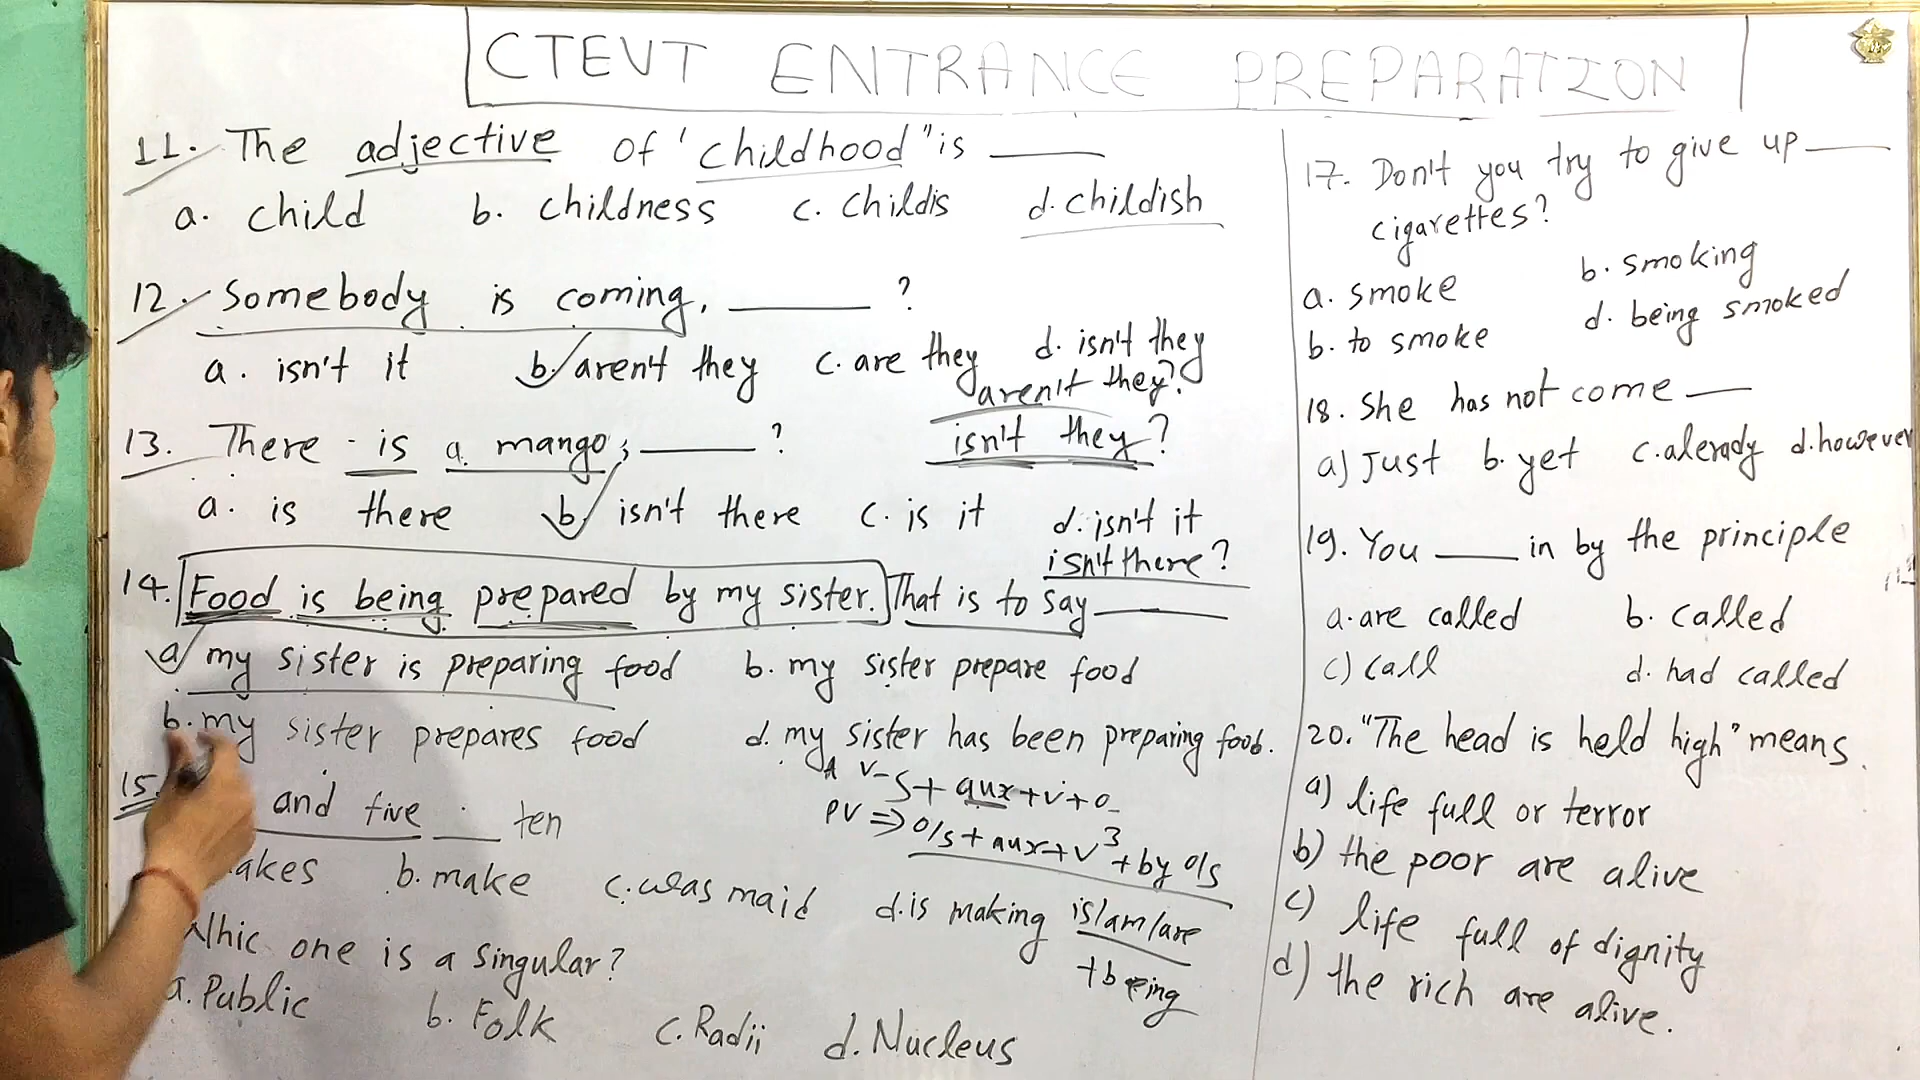 CTEVT ENTRANCE PREPARATION
11. The adjective of 'childhood" is ____
a. child b. childness c. childis d. childish
12. Somebody is coming, ____ ?
a. isn't it b. aren't they c. are they d. isn't they
aren't they?
isn't they?
13. There is a mango; ____ ?
a. is there b. isn't there c. is it d. isn't it
isn't there?
14. Food is being prepared by my sister. That is to say ____
a. my sister is preparing food b. my sister prepare food
b. my sister prepares food d. my sister has been preparing food.
A V- S + aux + v + o
PV => o/s + aux + v3 + by o/s
is/am/are
+ being
15. and five ____ ten
akes b. make c. was maid d. is making
Whic one is a singular?
a. Public b. Folk c. Radii d. Nucleus
17. Don't you try to give up ____
cigarettes?
a. smoke b. smoking
b. to smoke d. being smoked
18. She has not come ____
a) Just b. yet c. alerady d. however
19. You ____ in by the principle
a. are called b. called
c) call d. had called
20. "The head is held high" means
a) life full or terror
b) the poor are alive
c) life full of dignity
d) the rich are alive.